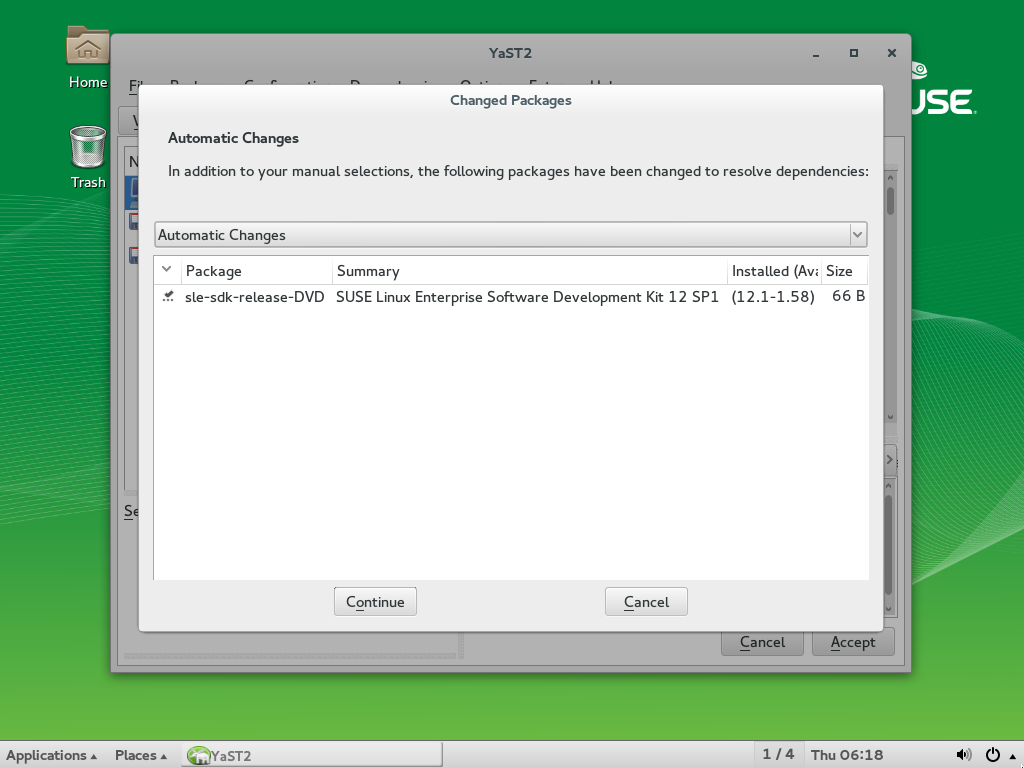 Home
Trash
YaST2
Changed Packages
Automatic Changes
In addition to your manual selections, the following packages have been changed to resolve dependencies:
Automatic Changes
Package Summary Installed (Ava Size
sle-sdk-release-DVD SUSE Linux Enterprise Software Development Kit 12 SP1 (12.1-1.58) 66 B
Continue Cancel
Cancel Accept
Applications Places YaST2 1 / 4 Thu 06:18